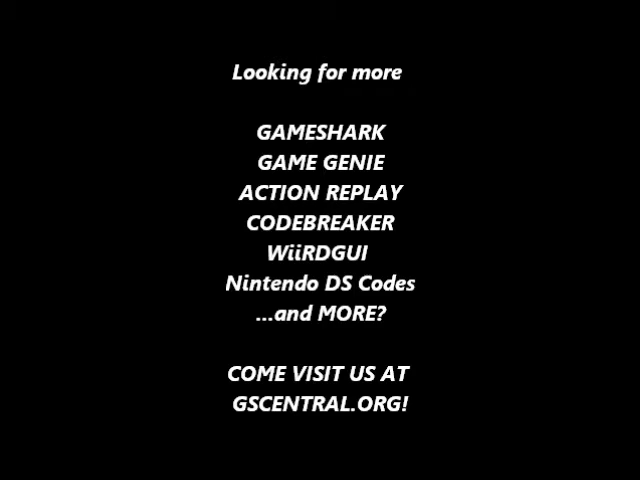 Looking for more
GAMESHARK
GAME GENIE
ACTION REPLAY
CODEBREAKER
WiiRDGUI
Nintendo DS Codes
...and MORE?
COME VISIT US AT
GSCENTRAL.ORG!